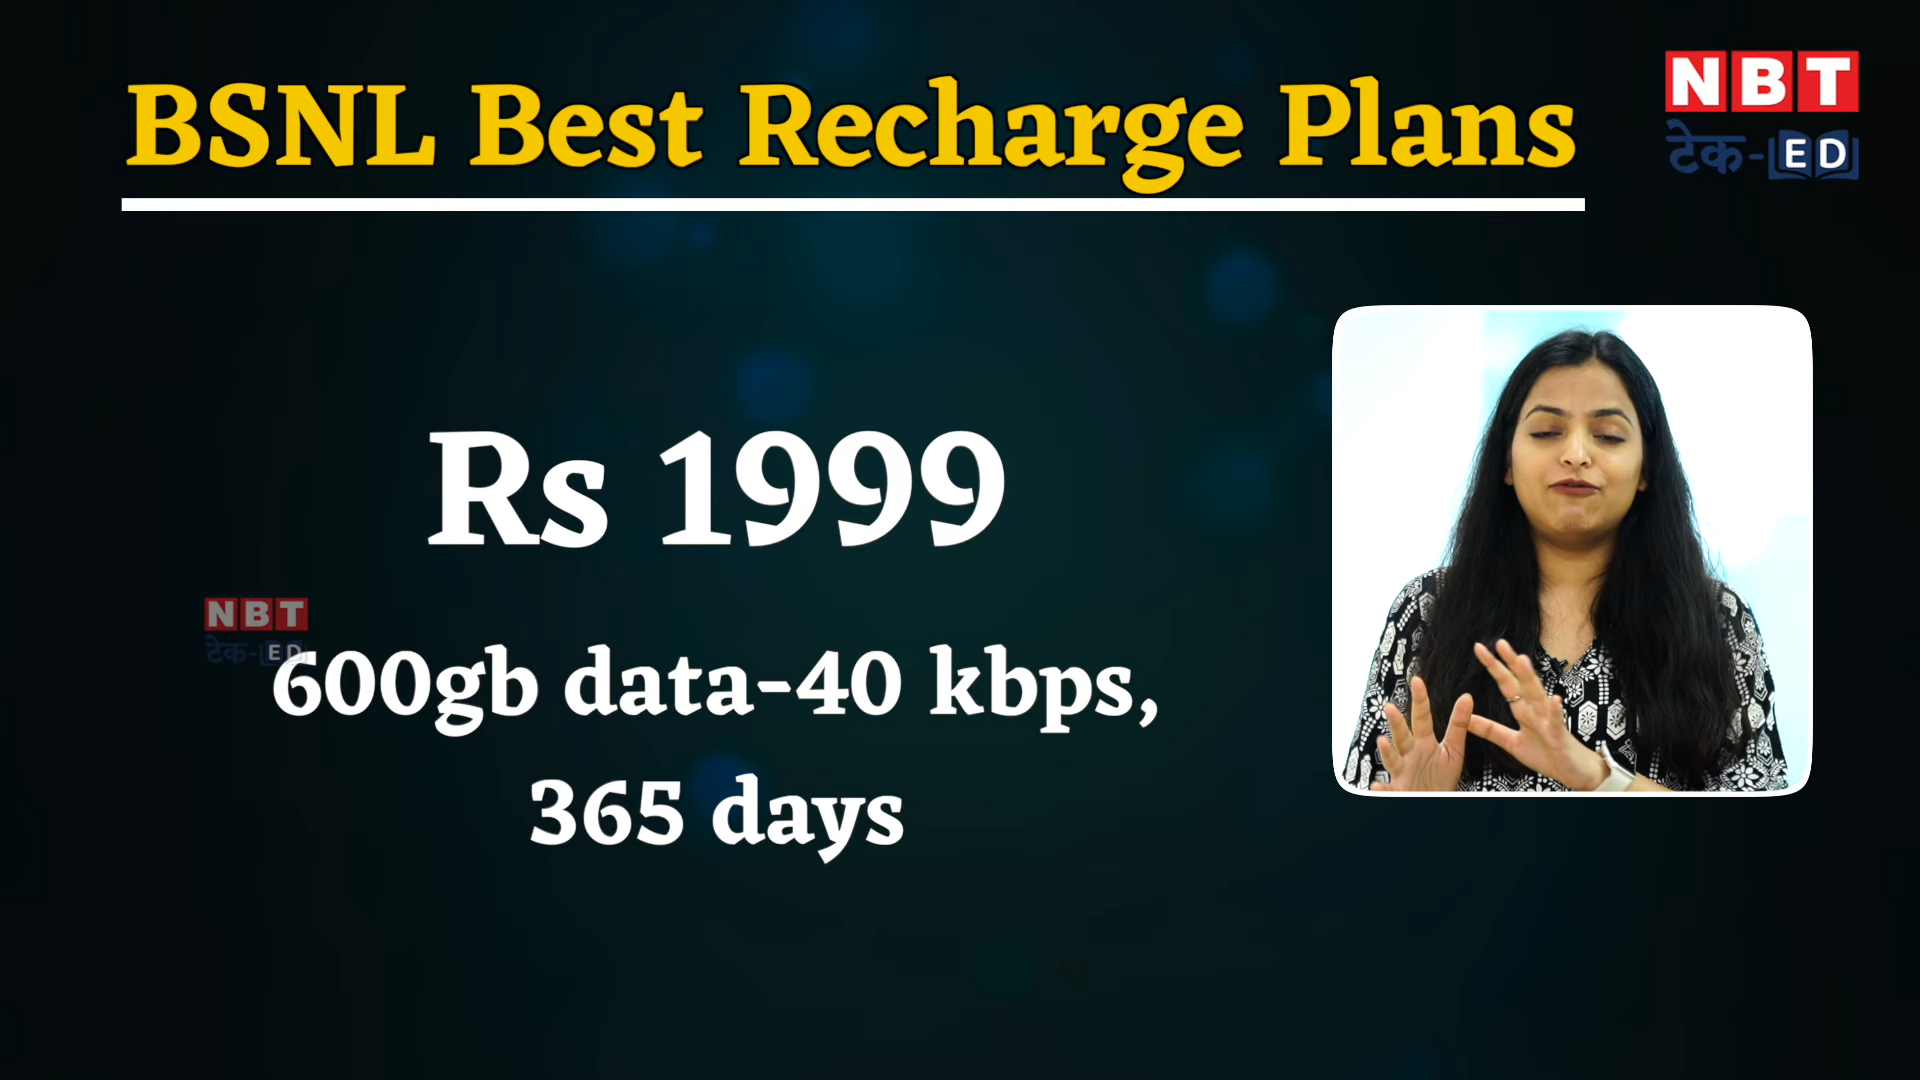 BSNL Best Recharge Plans
NBT
टेक-ED
Rs 1999
NBT
टेक-ED
600gb data-40 kbps,
365 days